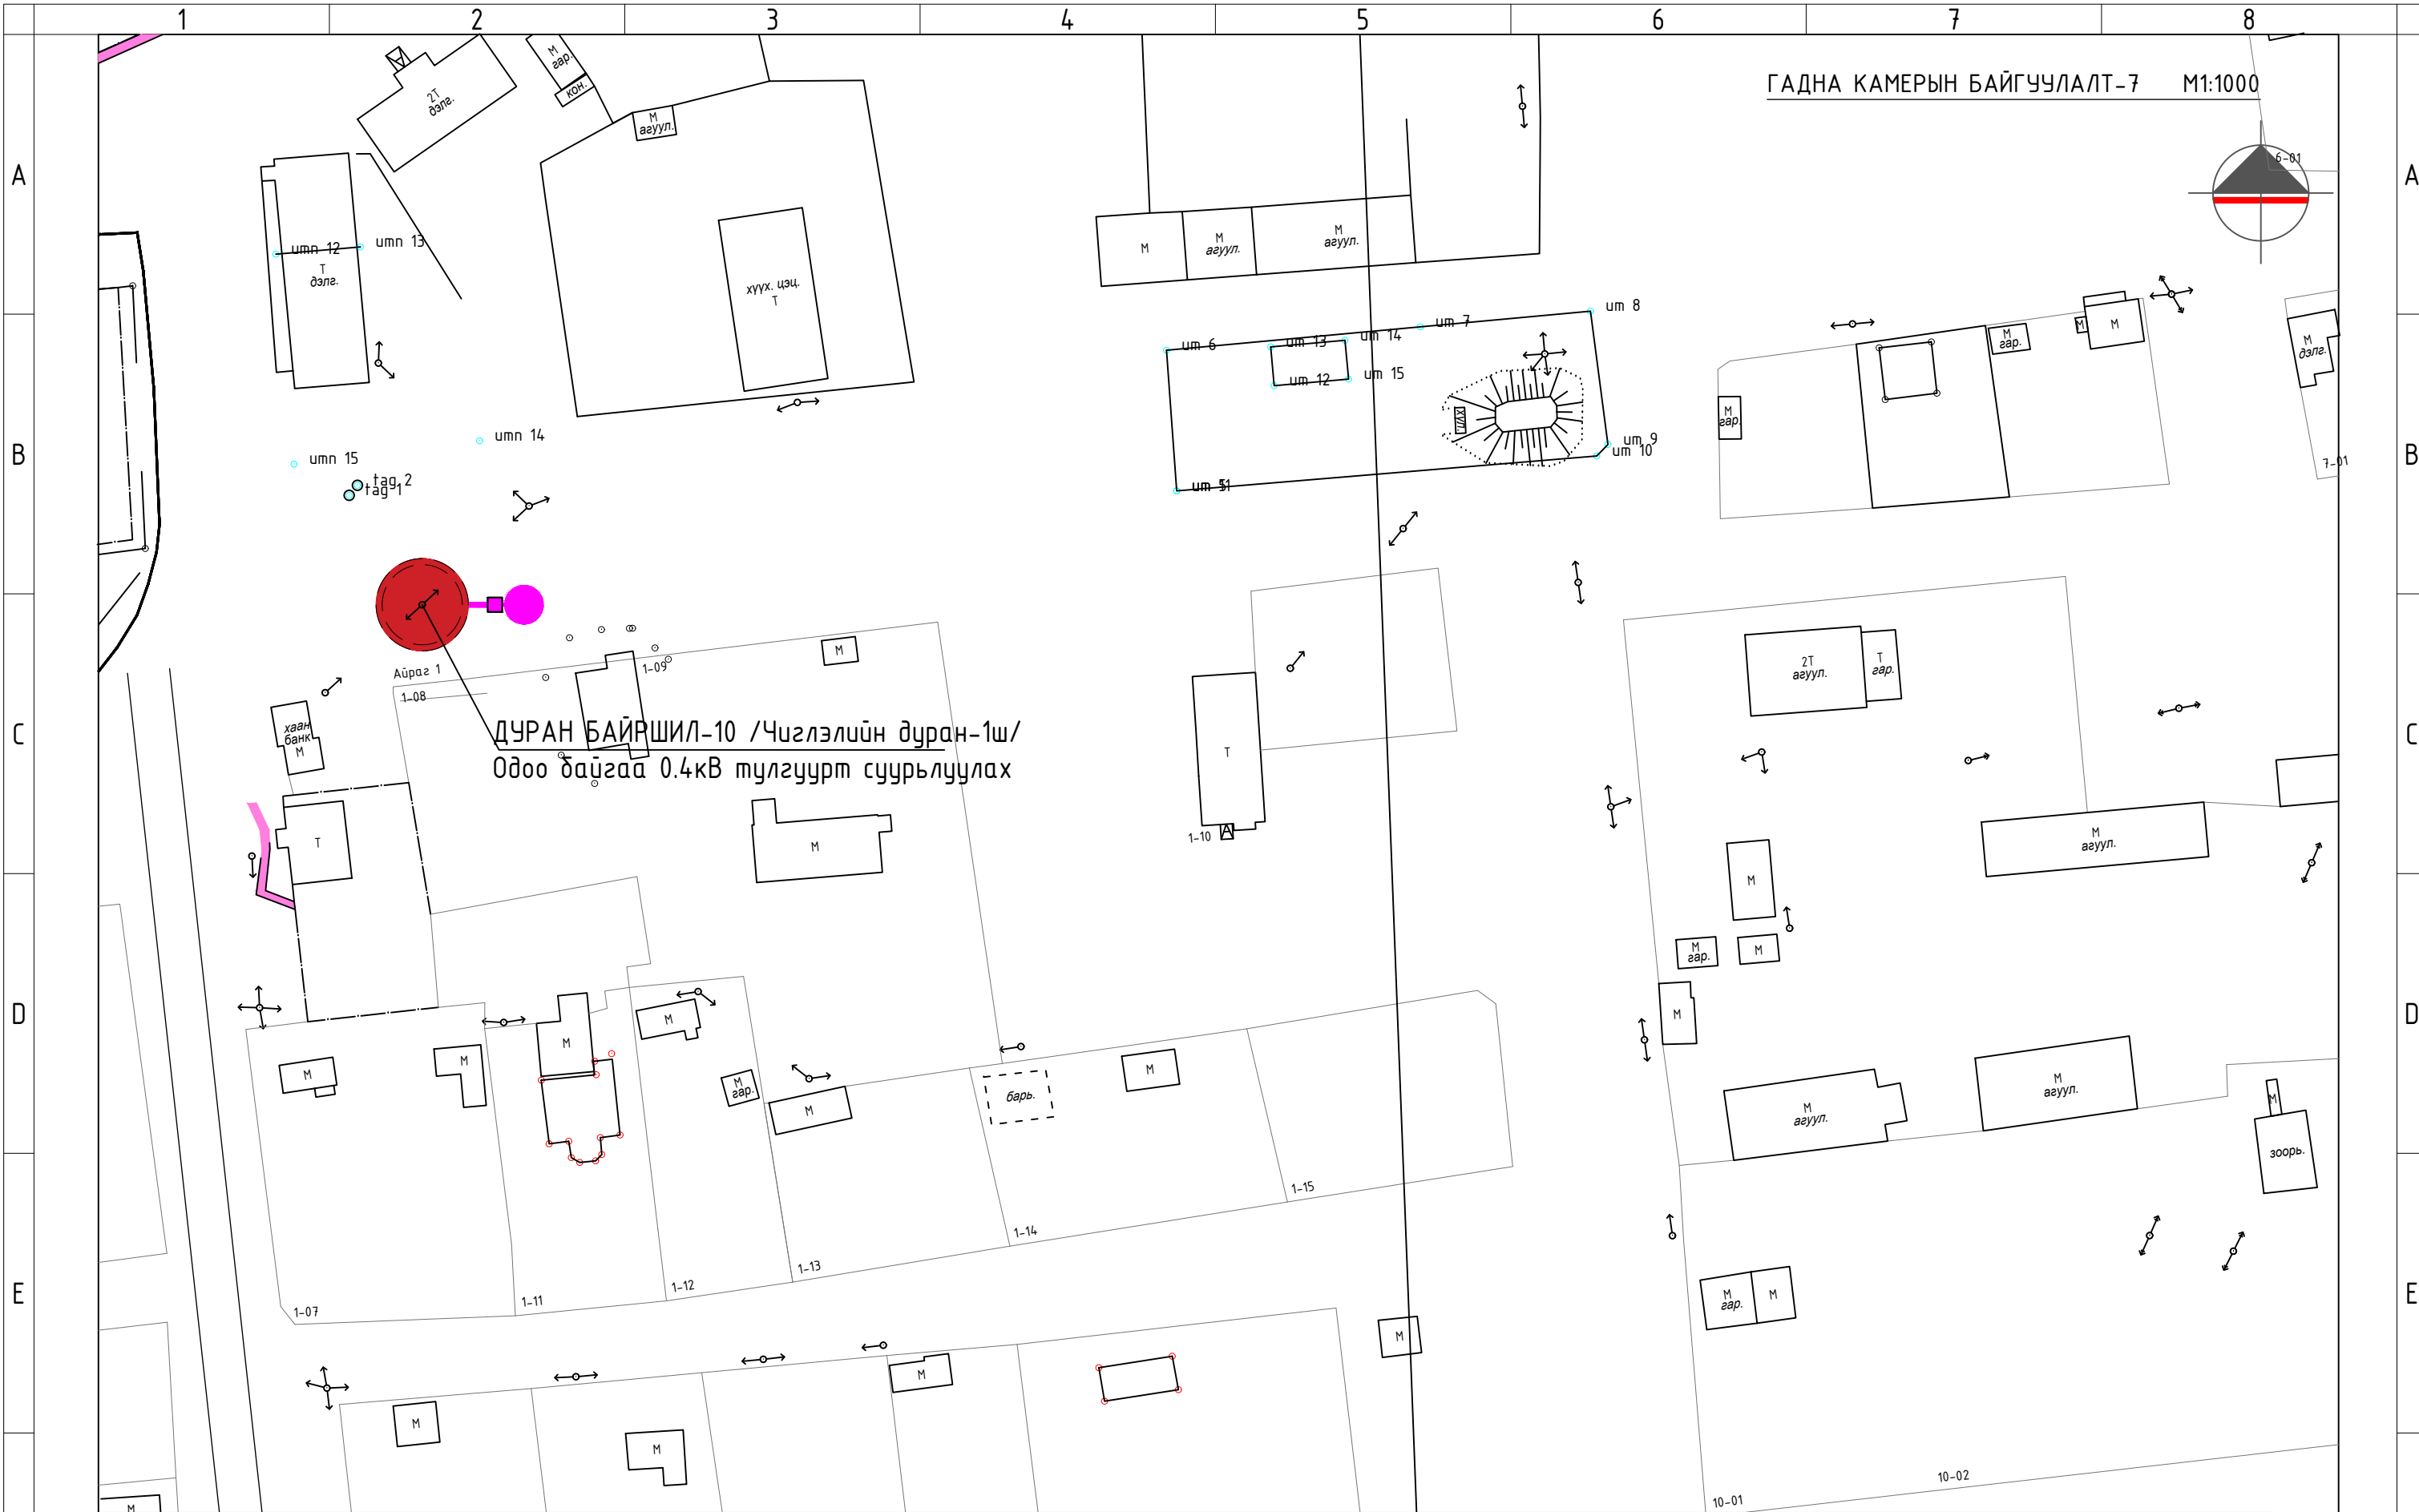 1 2 3 4 5 6 7 8
ГАДНА КАМЕРЫН БАЙГУУЛАЛТ-7 М1:1000
A A
B B
C C
D D
E E
2Т
дэлг.
М
гар.
кон.
М
агуул.
6-01
umn 12
umn 13
Т
дэлг.
хүүх. цэц.
Т
М
М
агуул.
М
агуул.
um 6
um 13
um 14
um 7
um 8
um 12
um 15
um 9
um 10
М
гар.
М
гар.
М
М
М
дэлг.
7-01
umn 14
umn 15
tag 2
tag 1
Айраг 1
1-08
1-09
М
ДУРАН БАЙРШИЛ-10 /Чиглэлийн дуран-1ш/
Одоо байгаа 0.4кВ тулгуурт суурьлуулах
хаан
банк
М
Т
М
Т
1-10
А
2Т
агуул.
Т
гар.
М
агуул.
М
М
гар.
М
М
М
М
М
М
М
гар.
М
барь.
М
М
агуул.
М
агуул.
М
зоорь.
1-07
1-11
1-12
1-13
1-14
1-15
М
гар.
М
М
М
М
М
М
10-01
10-02